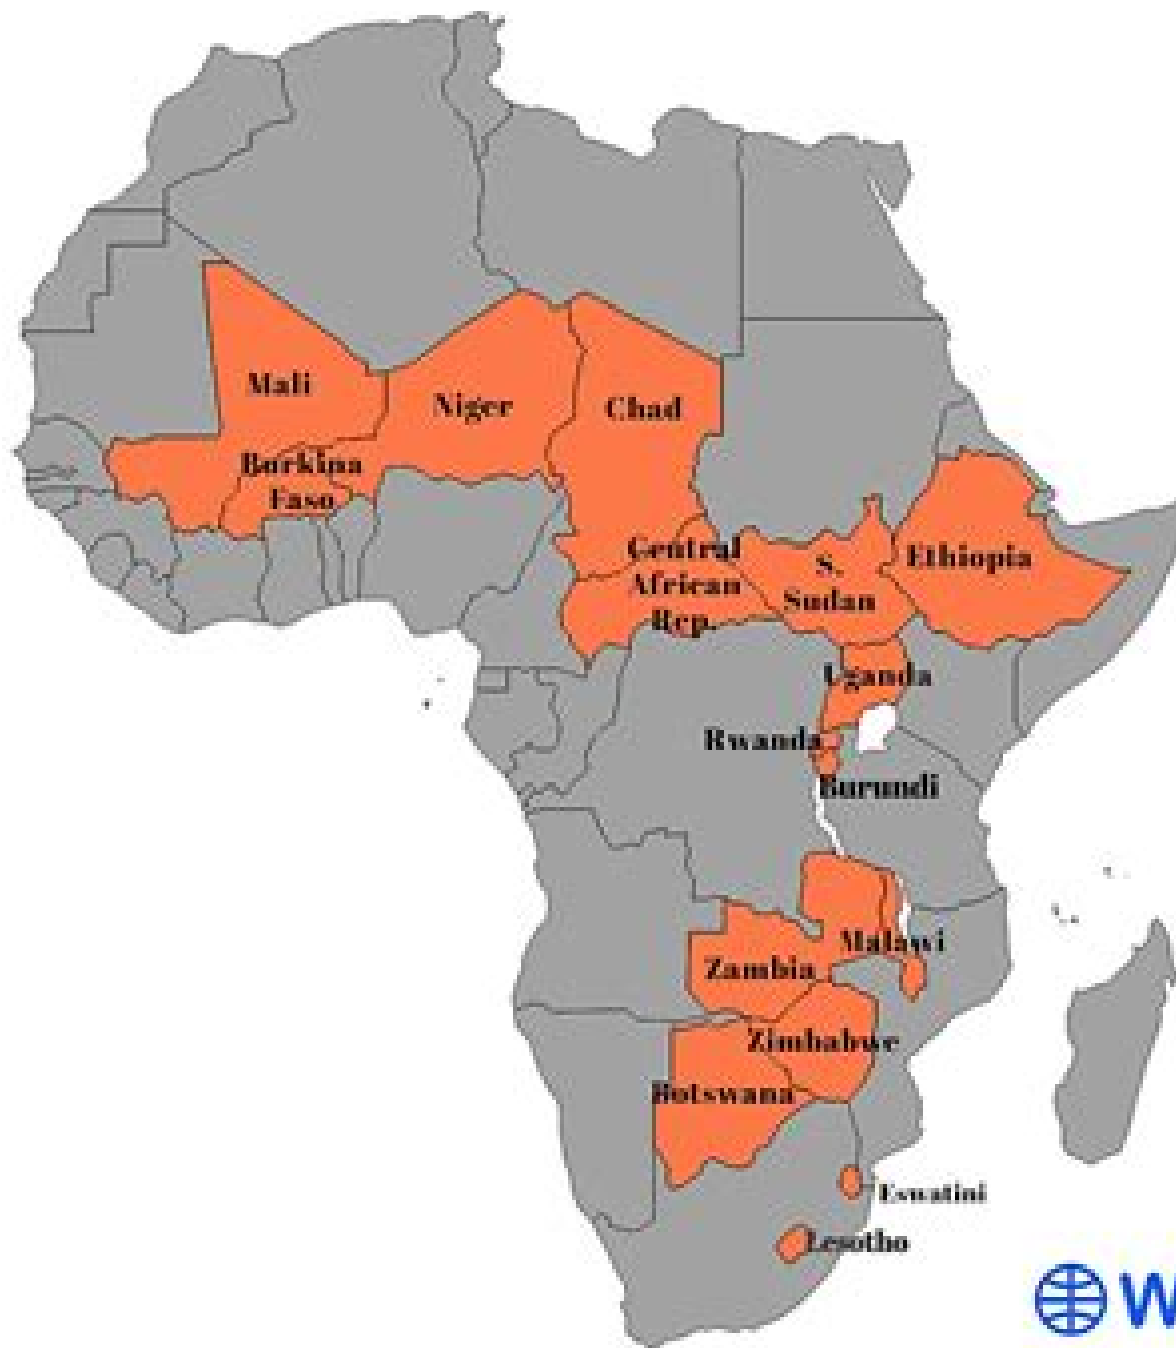 Mali
Niger
Chad
Burkina
Faso
Central
African
Rep.
S.
Sudan
Ethiopia
Uganda
Rwanda
Burundi
Malawi
Zambia
Zimbabwe
Botswana
Eswatini
Lesotho
W